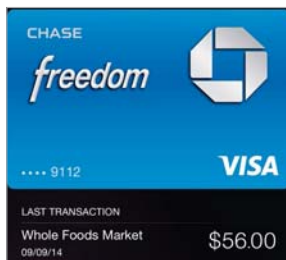 CHASE
freedom
.... 9112
VISA
LAST TRANSACTION
Whole Foods Market
$56.00
09/09/14